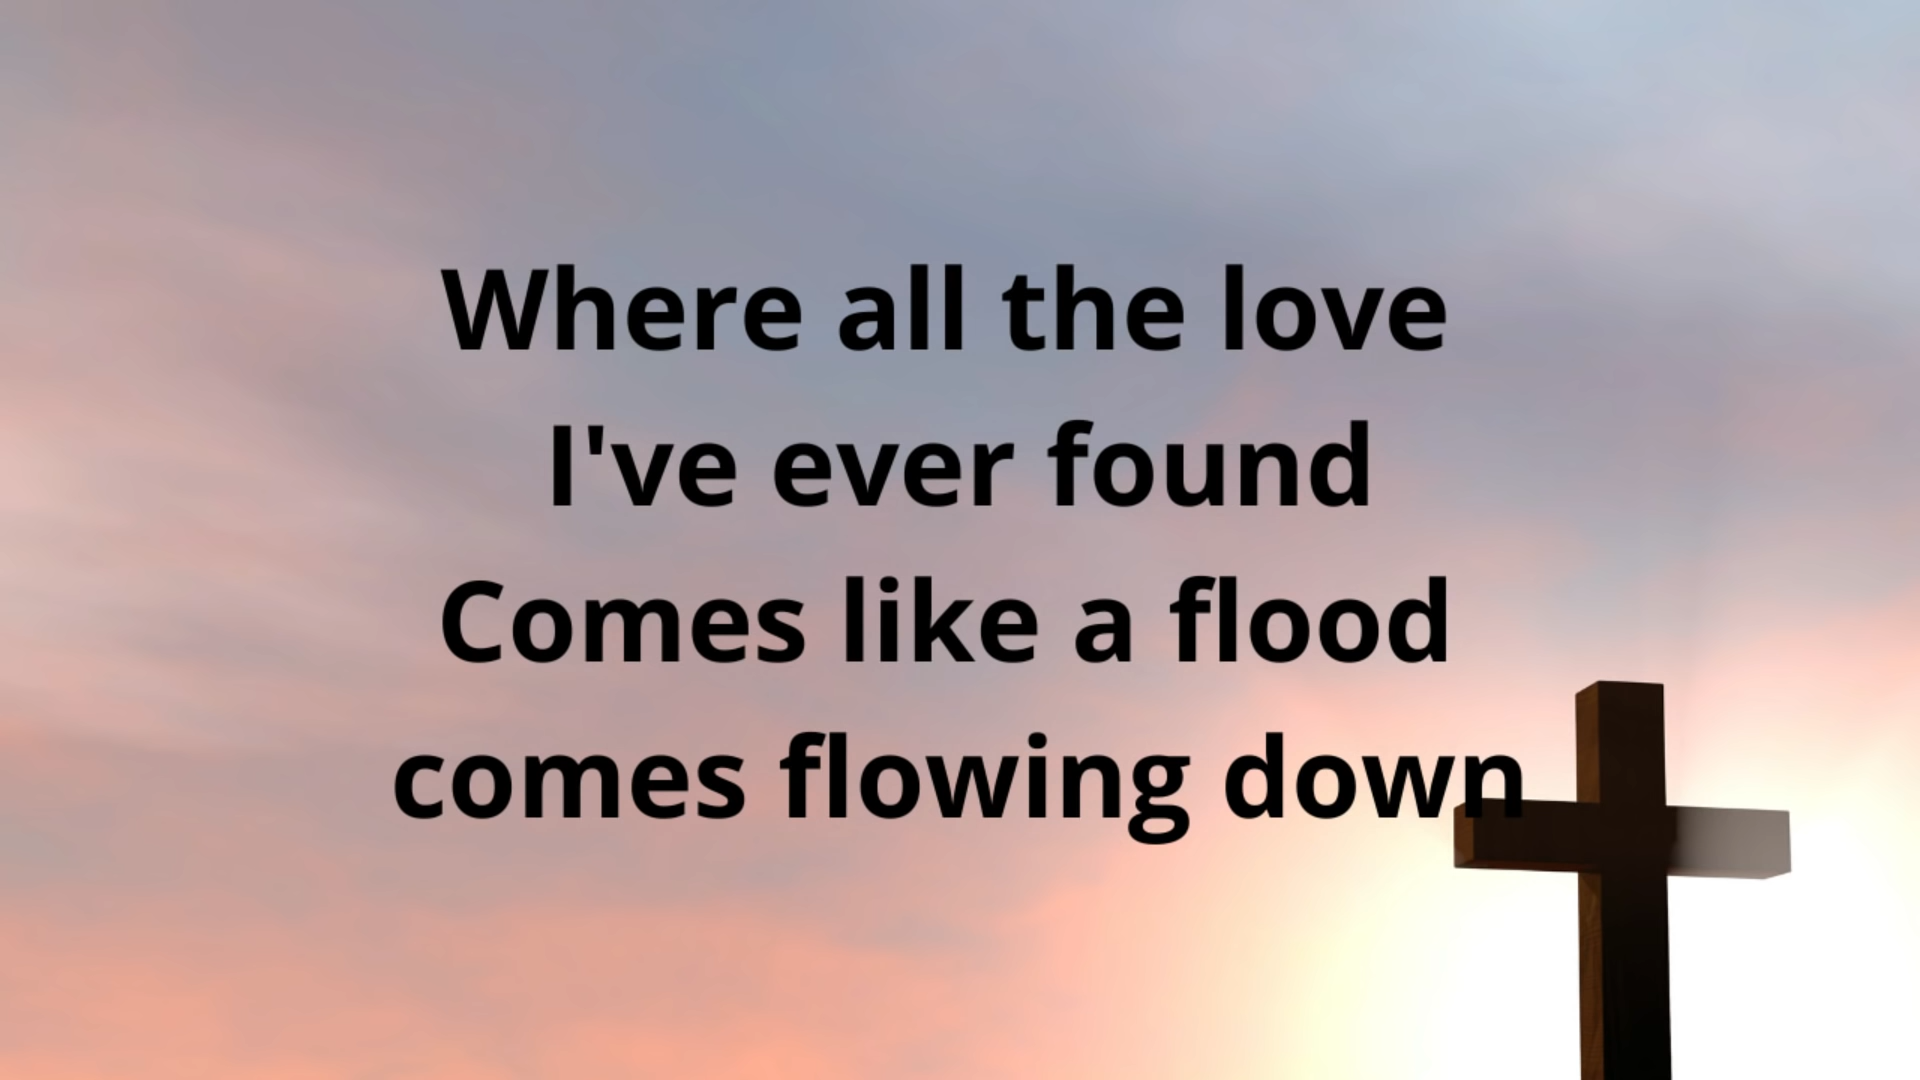 Where all the love
I've ever found
Comes like a flood
comes flowing down